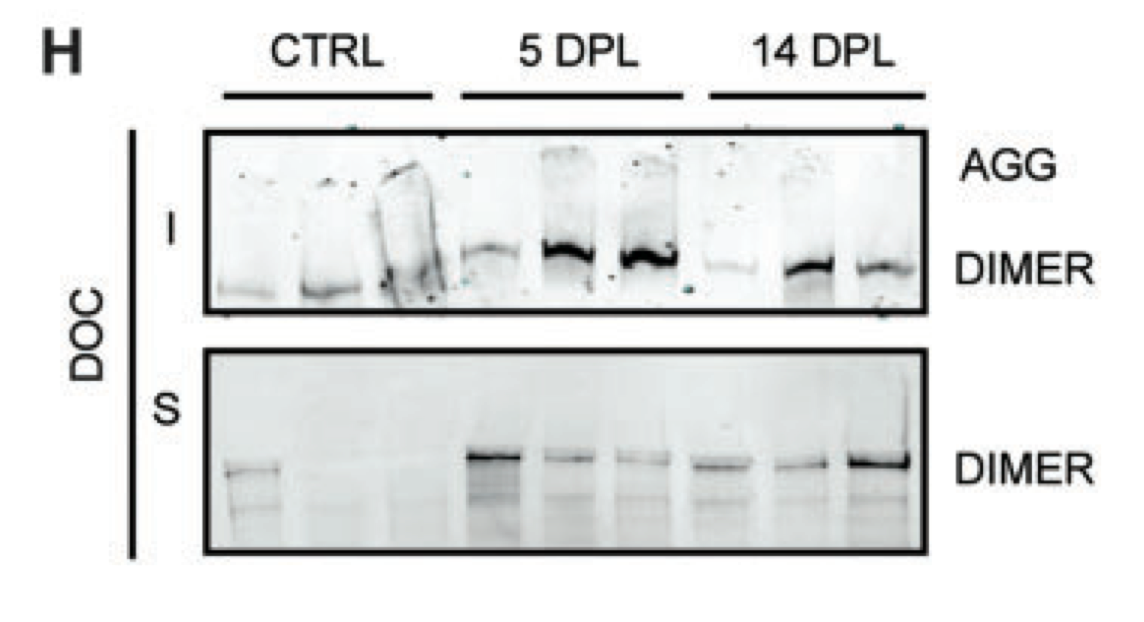 H
CTRL 5 DPL 14 DPL
AGG
I
DIMER
DOC
S
DIMER